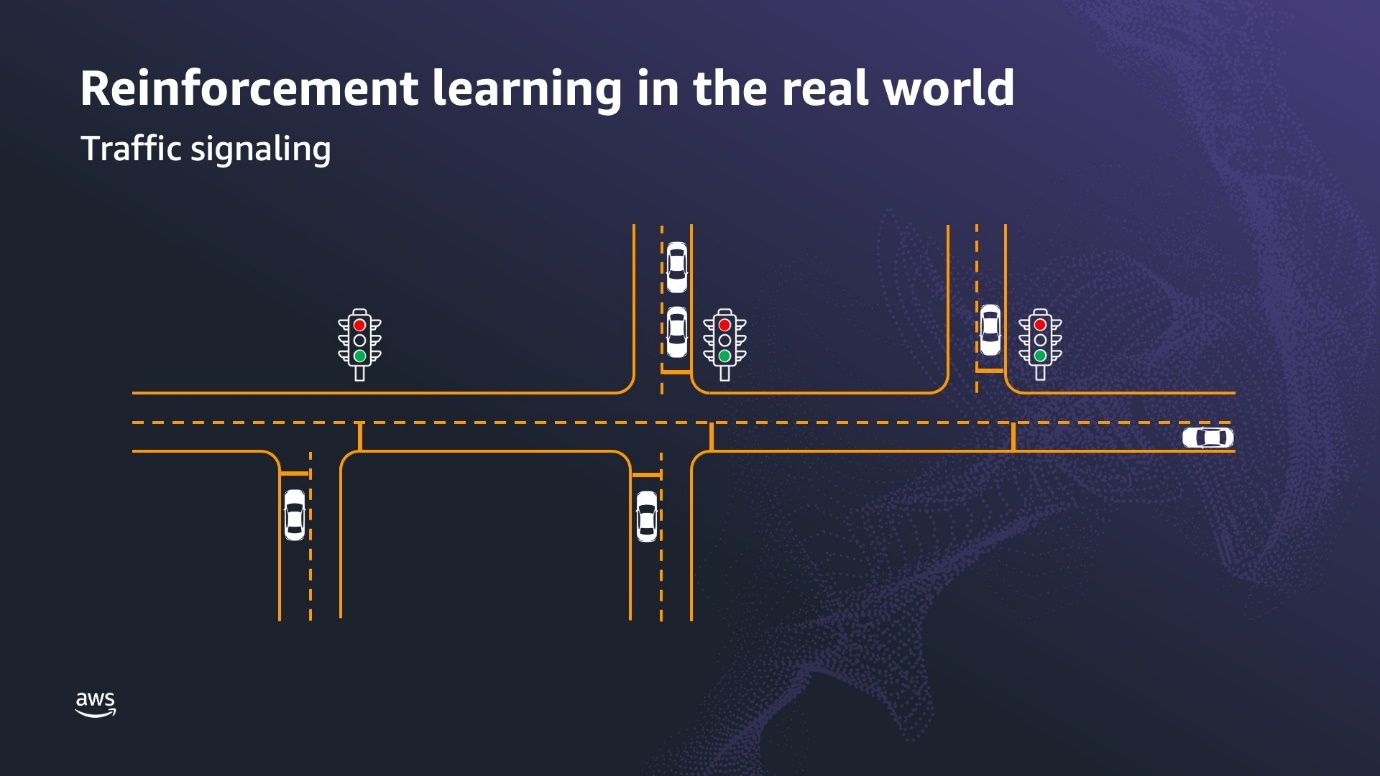 Reinforcement learning in the real world
Traffic signaling
aws